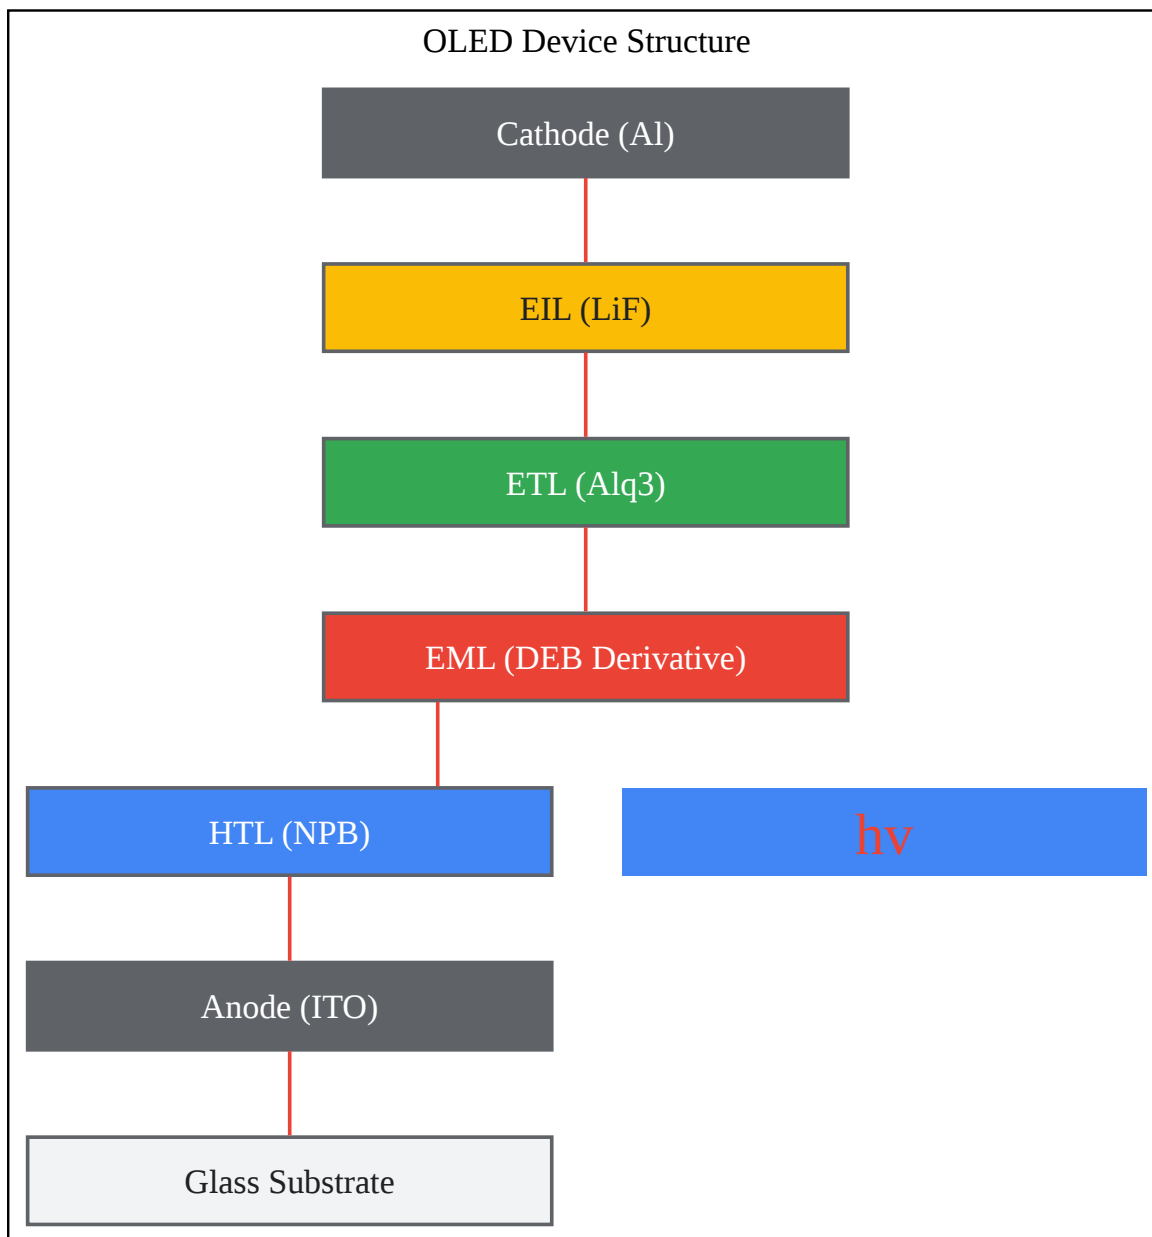 OLED Device Structure
Cathode (Al)
EIL (LiF)
ETL (Alq3)
EML (DEB Derivative)
HTL (NPB)
hv
Anode (ITO)
Glass Substrate